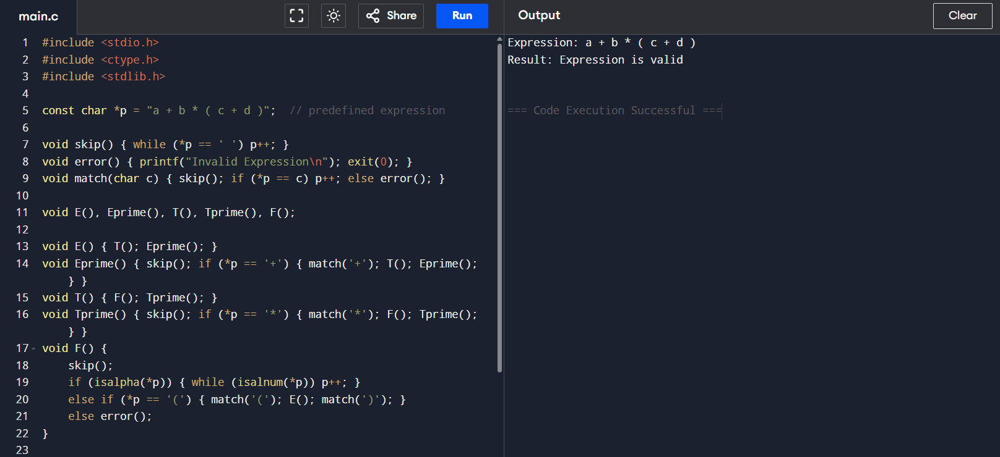 main.c
Share
Run
Output
Clear
1 #include <stdio.h>
2 #include <ctype.h>
3 #include <stdlib.h>
4
5 const char *p = "a + b * ( c + d )";  // predefined expression
6
7 void skip() { while (*p == ' ') p++; }
8 void error() { printf("Invalid Expression\n"); exit(0); }
9 void match(char c) { skip(); if (*p == c) p++; else error(); }
10
11 void E(), Eprime(), T(), Tprime(), F();
12
13 void E() { T(); Eprime(); }
14 void Eprime() { skip(); if (*p == '+') { match('+'); T(); Eprime();
} }
15 void T() { F(); Tprime(); }
16 void Tprime() { skip(); if (*p == '*') { match('*'); F(); Tprime();
} }
17 void F() {
18     skip();
19     if (isalpha(*p)) { while (isalnum(*p)) p++; }
20     else if (*p == '(') { match('('); E(); match(')'); }
21     else error();
22 }
23
Expression: a + b * ( c + d )
Result: Expression is valid
=== Code Execution Successful ===